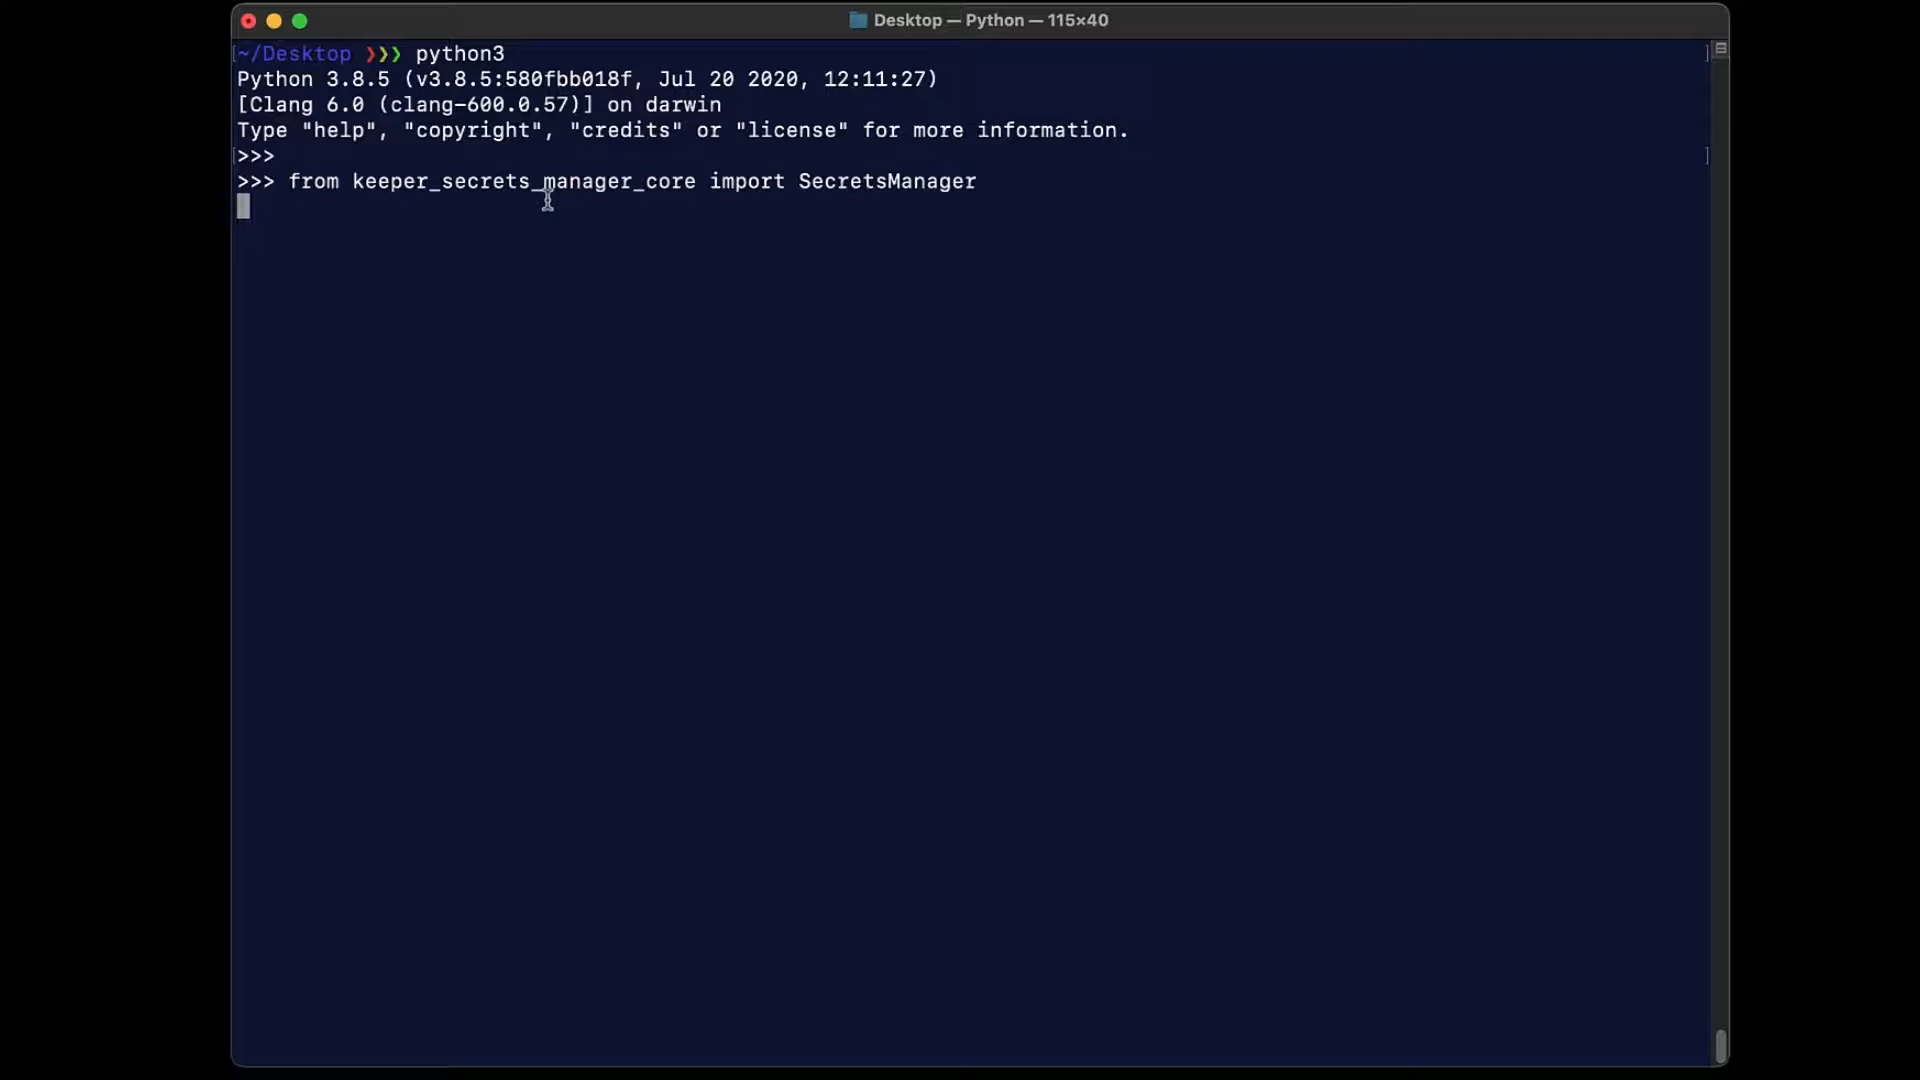 Desktop — Python — 115×40
[~/Desktop ❯❯❯ python3 ]
Python 3.8.5 (v3.8.5:580fbb018f, Jul 20 2020, 12:11:27)
[Clang 6.0 (clang-600.0.57)] on darwin
Type "help", "copyright", "credits" or "license" for more information.
[>>> ]
>>> from keeper_secrets_manager_core import SecretsManager